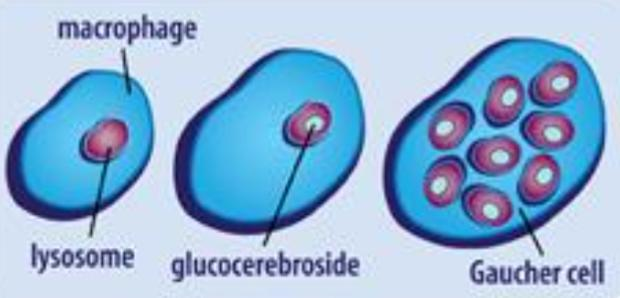 macrophage
lysosome
glucocerebroside
Gaucher cell